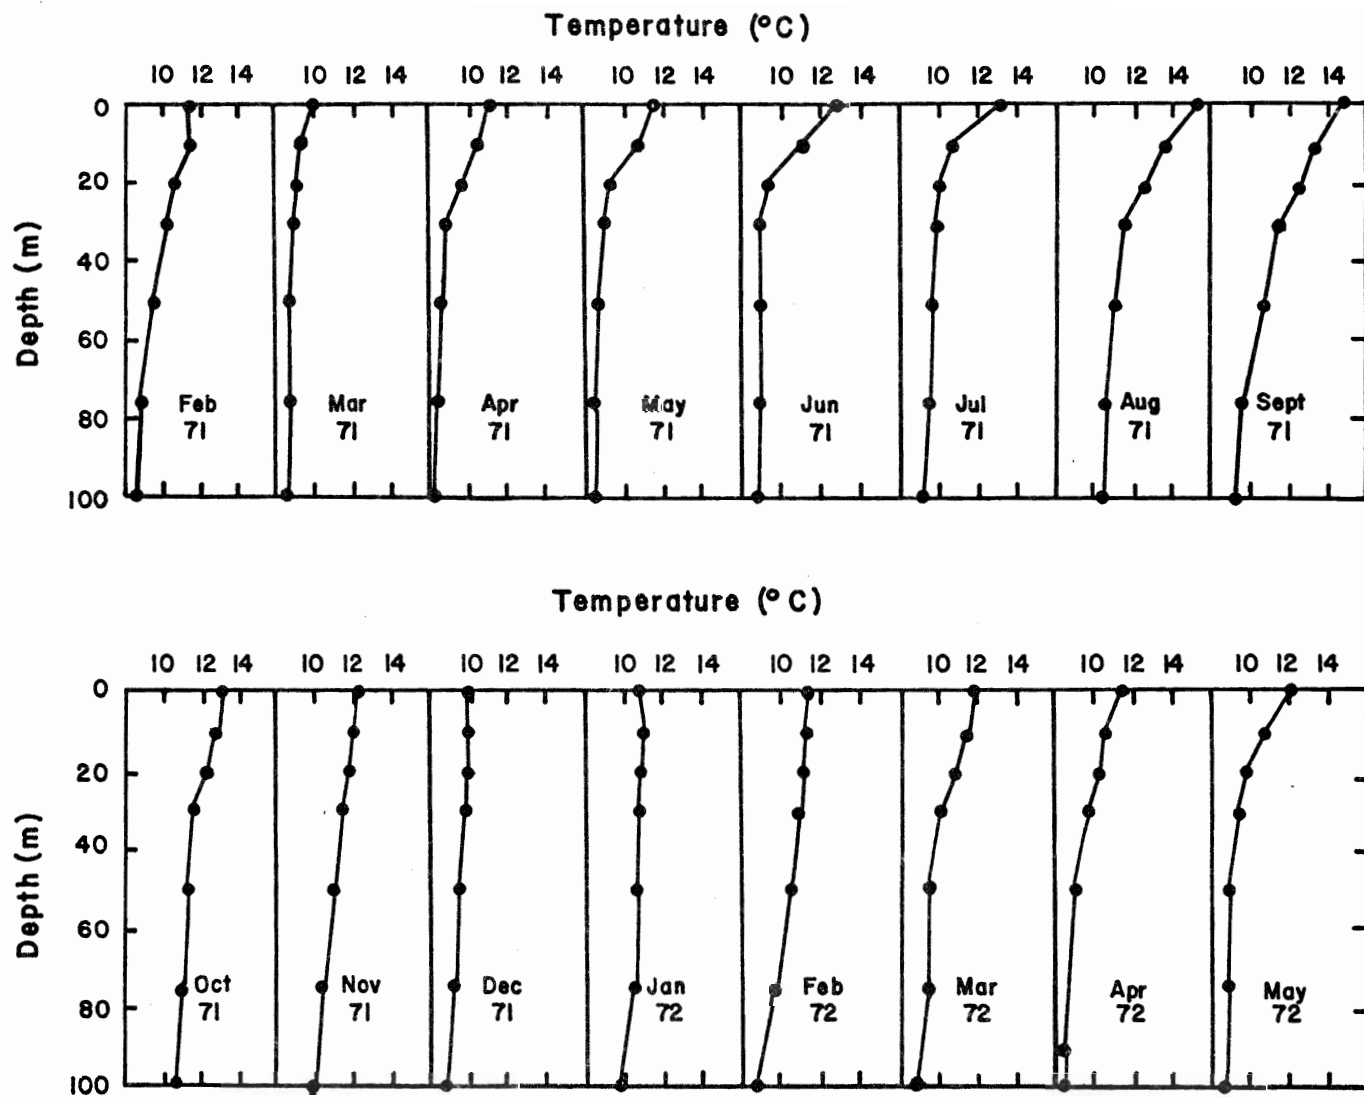 Temperature (°C)
10 12 14 10 12 14 10 12 14 10 12 14 10 12 14 10 12 14 10 12 14 10 12 14
0
20
40
60
80
100
Depth (m)
Feb 71
Mar 71
Apr 71
May 71
Jun 71
Jul 71
Aug 71
Sept 71
Temperature (°C)
10 12 14 10 12 14 10 12 14 10 12 14 10 12 14 10 12 14 10 12 14 10 12 14
0
20
40
60
80
100
Depth (m)
Oct 71
Nov 71
Dec 71
Jan 72
Feb 72
Mar 72
Apr 72
May 72